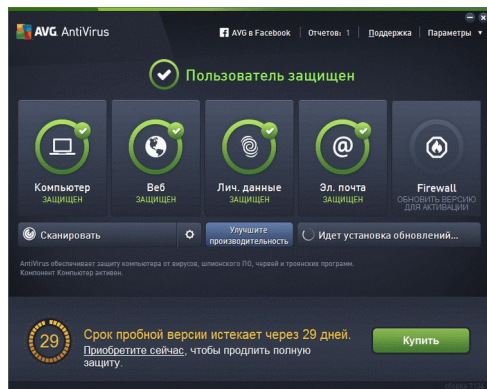 AVG. AntiVirus
AVG в Facebook
Отчетов: 1
Поддержка
Параметры
Пользователь защищен
Компьютер
ЗАЩИЩЕН
Веб
ЗАЩИЩЕН
Лич. данные
ЗАЩИЩЕН
Эл. почта
ЗАЩИЩЕН
Firewall
ОБНОВИТЬ ВЕРСИЮ
ДЛЯ АКТИВАЦИИ
Сканировать
Улучшите
производительность
Идет установка обновлений...
AntiVirus обеспечивает защиту компьютера от вирусов, шпионского ПО, червей и троянских программ.
Компонент Компьютер активен.
29
Срок пробной версии истекает через 29 дней.
Приобретите сейчас, чтобы продлить полную
защиту.
Купить